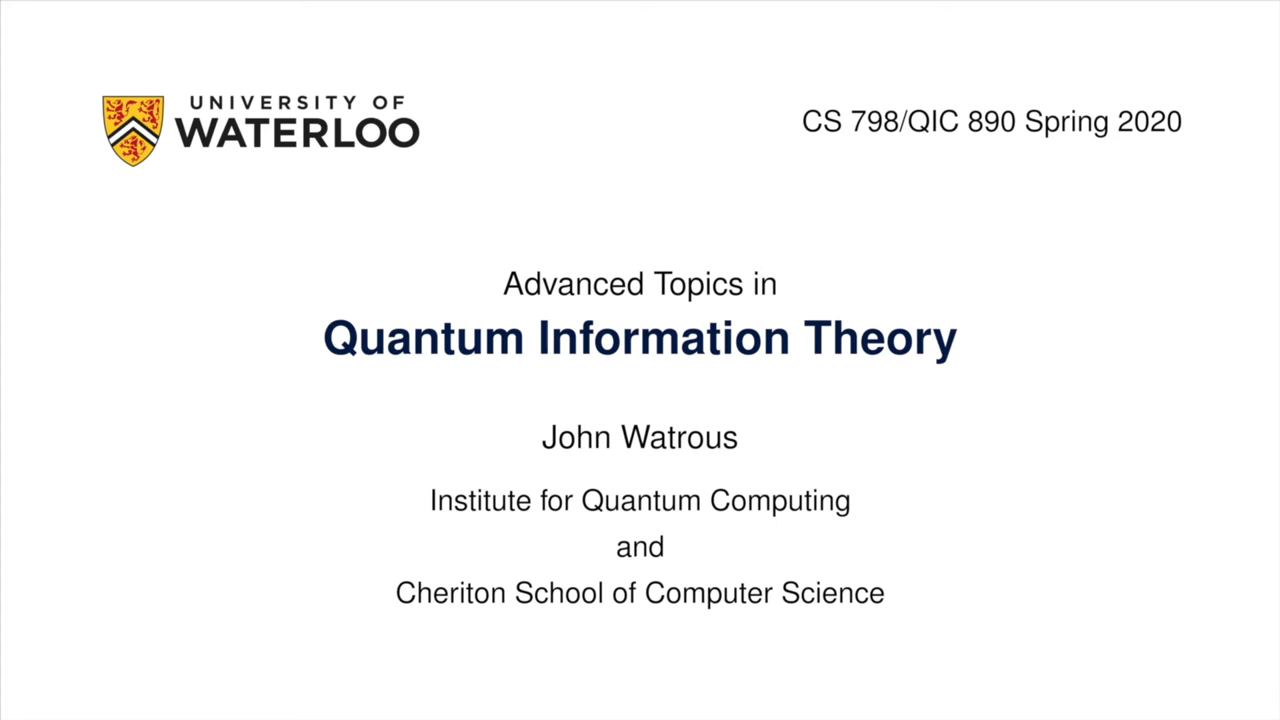 UNIVERSITY OF
WATERLOO
CS 798/QIC 890 Spring 2020
Advanced Topics in
Quantum Information Theory
John Watrous
Institute for Quantum Computing
and
Cheriton School of Computer Science